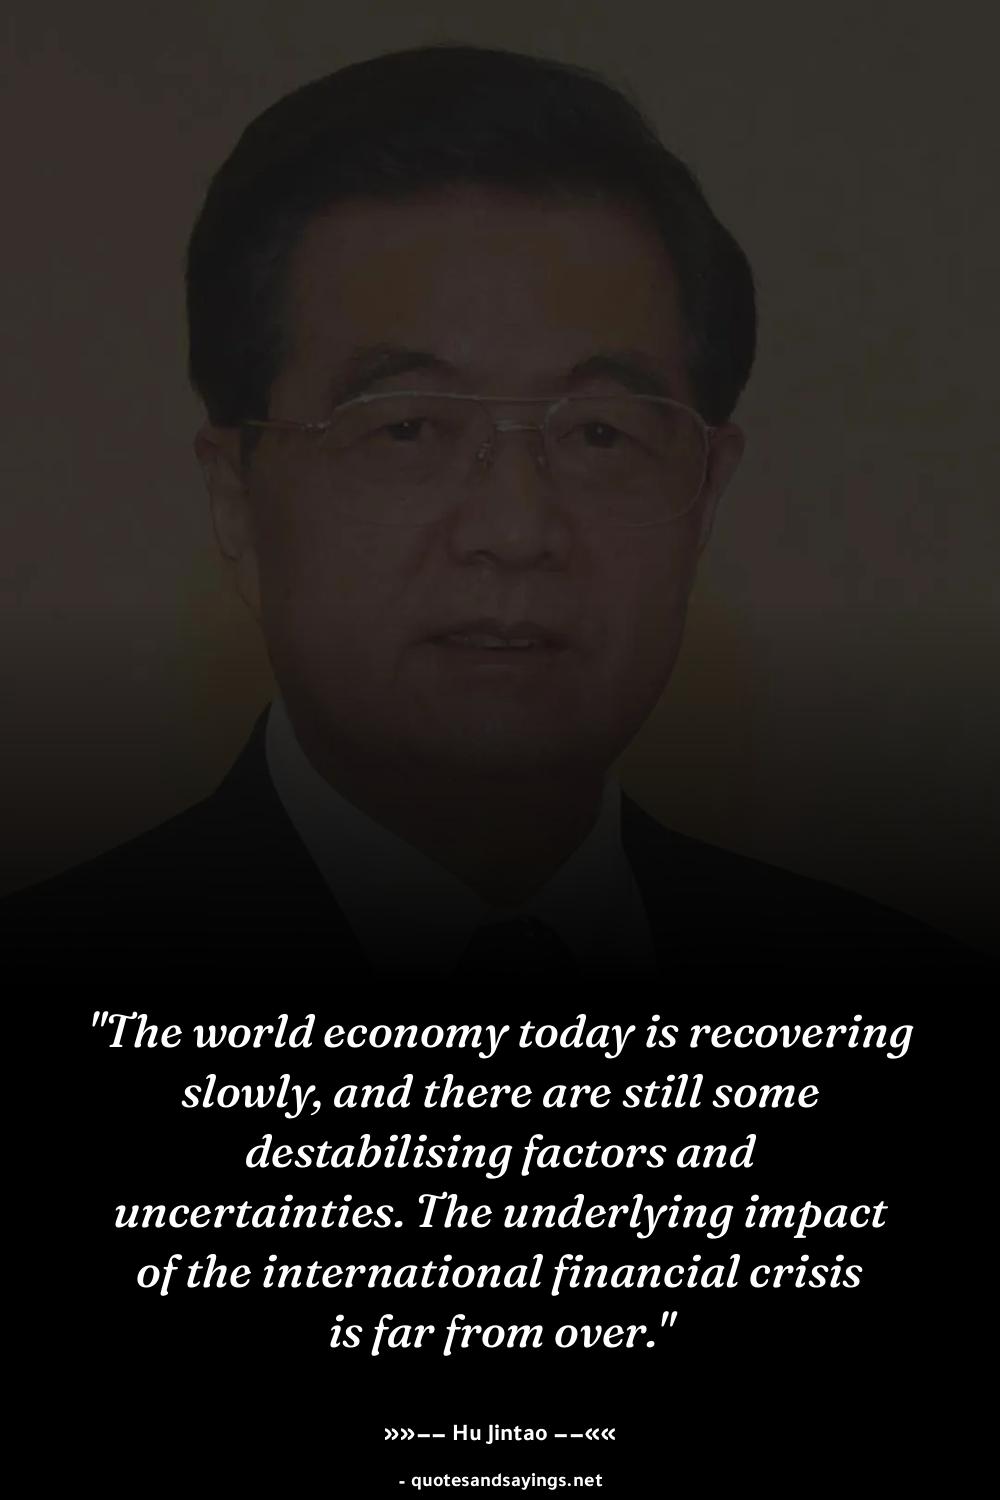 "The world economy today is recovering
slowly, and there are still some
destabilising factors and
uncertainties. The underlying impact
of the international financial crisis
is far from over."
»»–– Hu Jintao ––««
- quotesandsayings.net